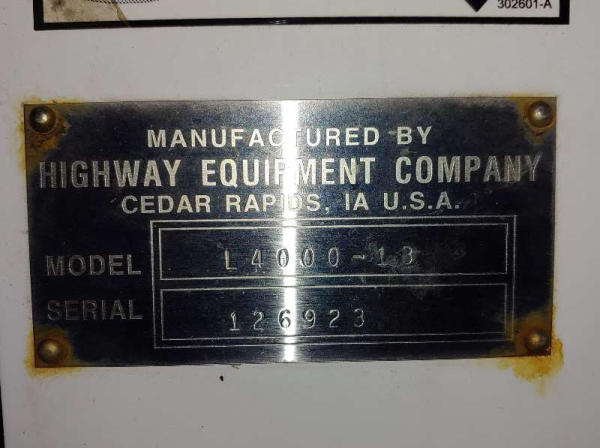 302601-A
MANUFACTURED BY
HIGHWAY EQUIPMENT COMPANY
CEDAR RAPIDS, IA U.S.A.
MODEL L4000-13
SERIAL 126923